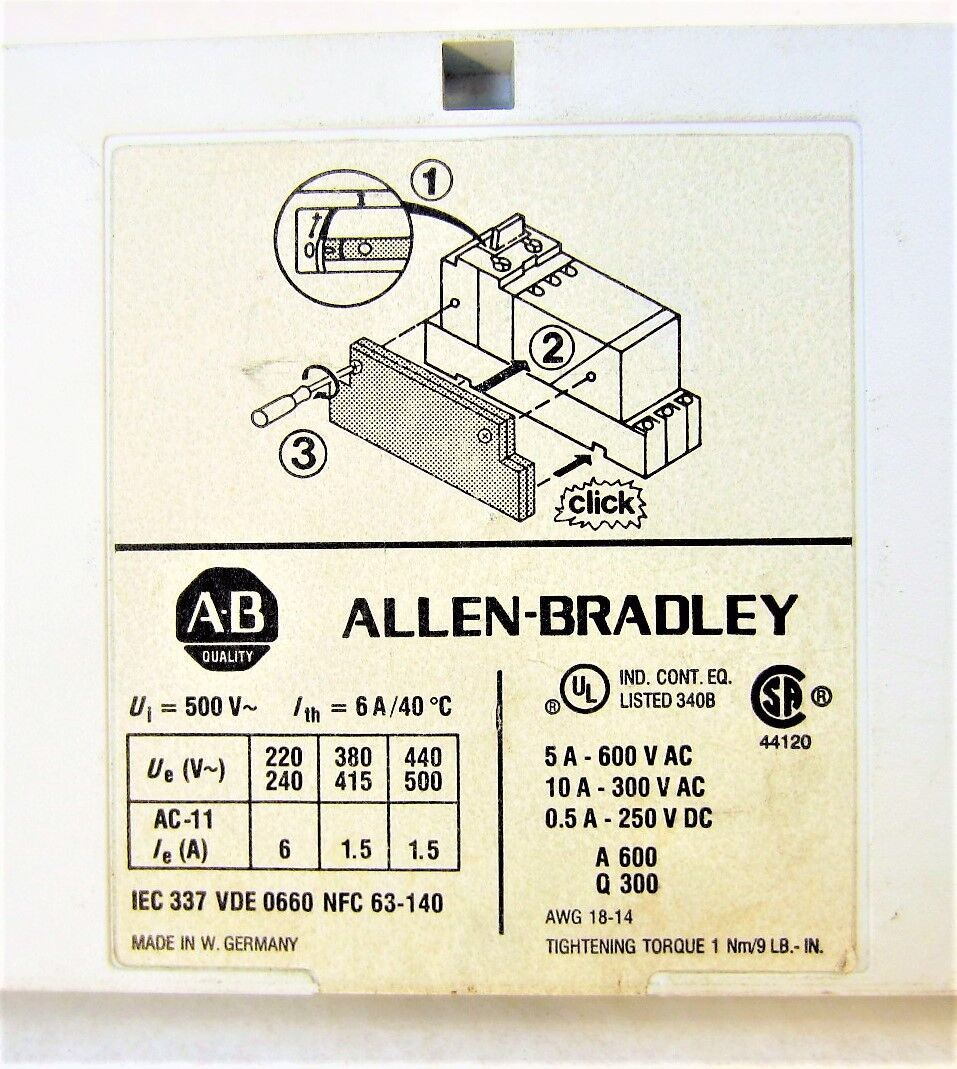 1
2
3
click
A-B
QUALITY
ALLEN-BRADLEY
Ui = 500 V~ Ith = 6 A/40 °C
Ue (V~) 220 240 380 415 440 500
AC-11
Ie (A) 6 1.5 1.5
IEC 337 VDE 0660 NFC 63-140
MADE IN W. GERMANY
® UL IND. CONT. EQ.
LISTED 340B
SA ®
44120
5 A - 600 V AC
10 A - 300 V AC
0.5 A - 250 V DC
A 600
Q 300
AWG 18-14
TIGHTENING TORQUE 1 Nm/9 LB.- IN.